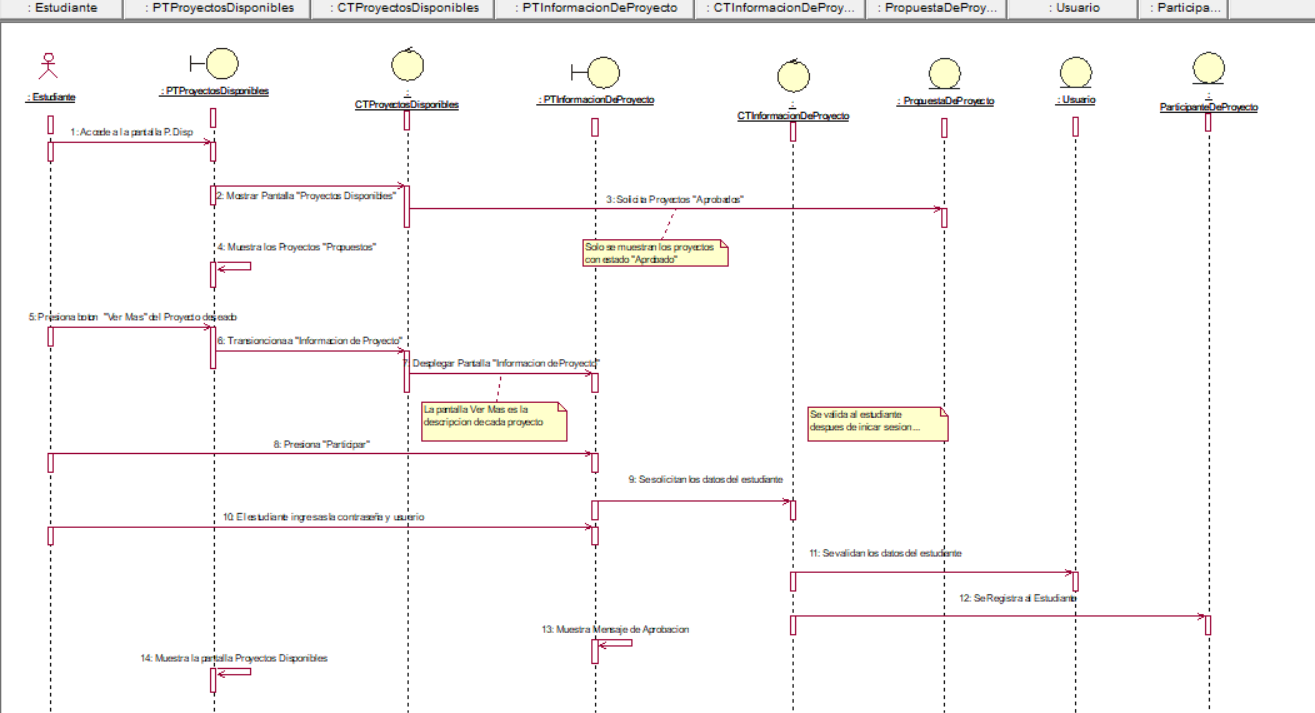 : Estudiante
: PTProyectosDisponibles
: CTProyectosDisponibles
: PTInformacionDeProyecto
: CTInformacionDeProy...
: PropuestaDeProy...
: Usuario
: Participa...
: Estudiante
: PTProyectosDisponibles
:
CTProyectosDisponibles
: PTInformacionDeProyecto
:
CTInformacionDeProyecto
: PropuestaDeProyecto
: Usuario
:
ParticipanteDeProyecto
1: Accede a la pantalla P.Disp
2: Mostrar Pantalla "Proyectos Disponibles"
3: Solicita Proyectos "Aprobados"
4: Muestra los Proyectos "Propuestos"
Solo se muestran los proyectos
con estado "Aprobado"
5: Presiona boton "Ver Mas" del Proyecto deseado
6: Transionciona a "Informacion de Proyecto"
7: Desplegar Pantalla "Informacion de Proyecto"
La pantalla Ver Mas es la
descripcion de cada proyecto
Se valida al estudiante
despues de inicar sesion...
8: Presiona "Participar"
9: Se solicitan los datos del estudiante
10: El estudiante ingresas la contraseña y usuerio
11: Se validan los datos del estudiante
12: Se Registra al Estudiante
13: Muestra Mensaje de Aprobacion
14: Muestra la pantalla Proyectos Disponibles